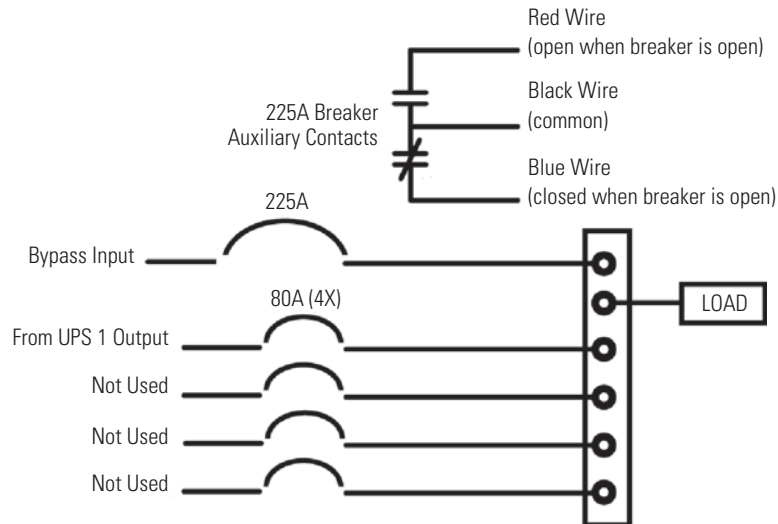 Red Wire
(open when breaker is open)
Black Wire
(common)
225A Breaker
Auxiliary Contacts
Blue Wire
(closed when breaker is open)
225A
Bypass Input
LOAD
80A (4X)
From UPS 1 Output
Not Used
Not Used
Not Used